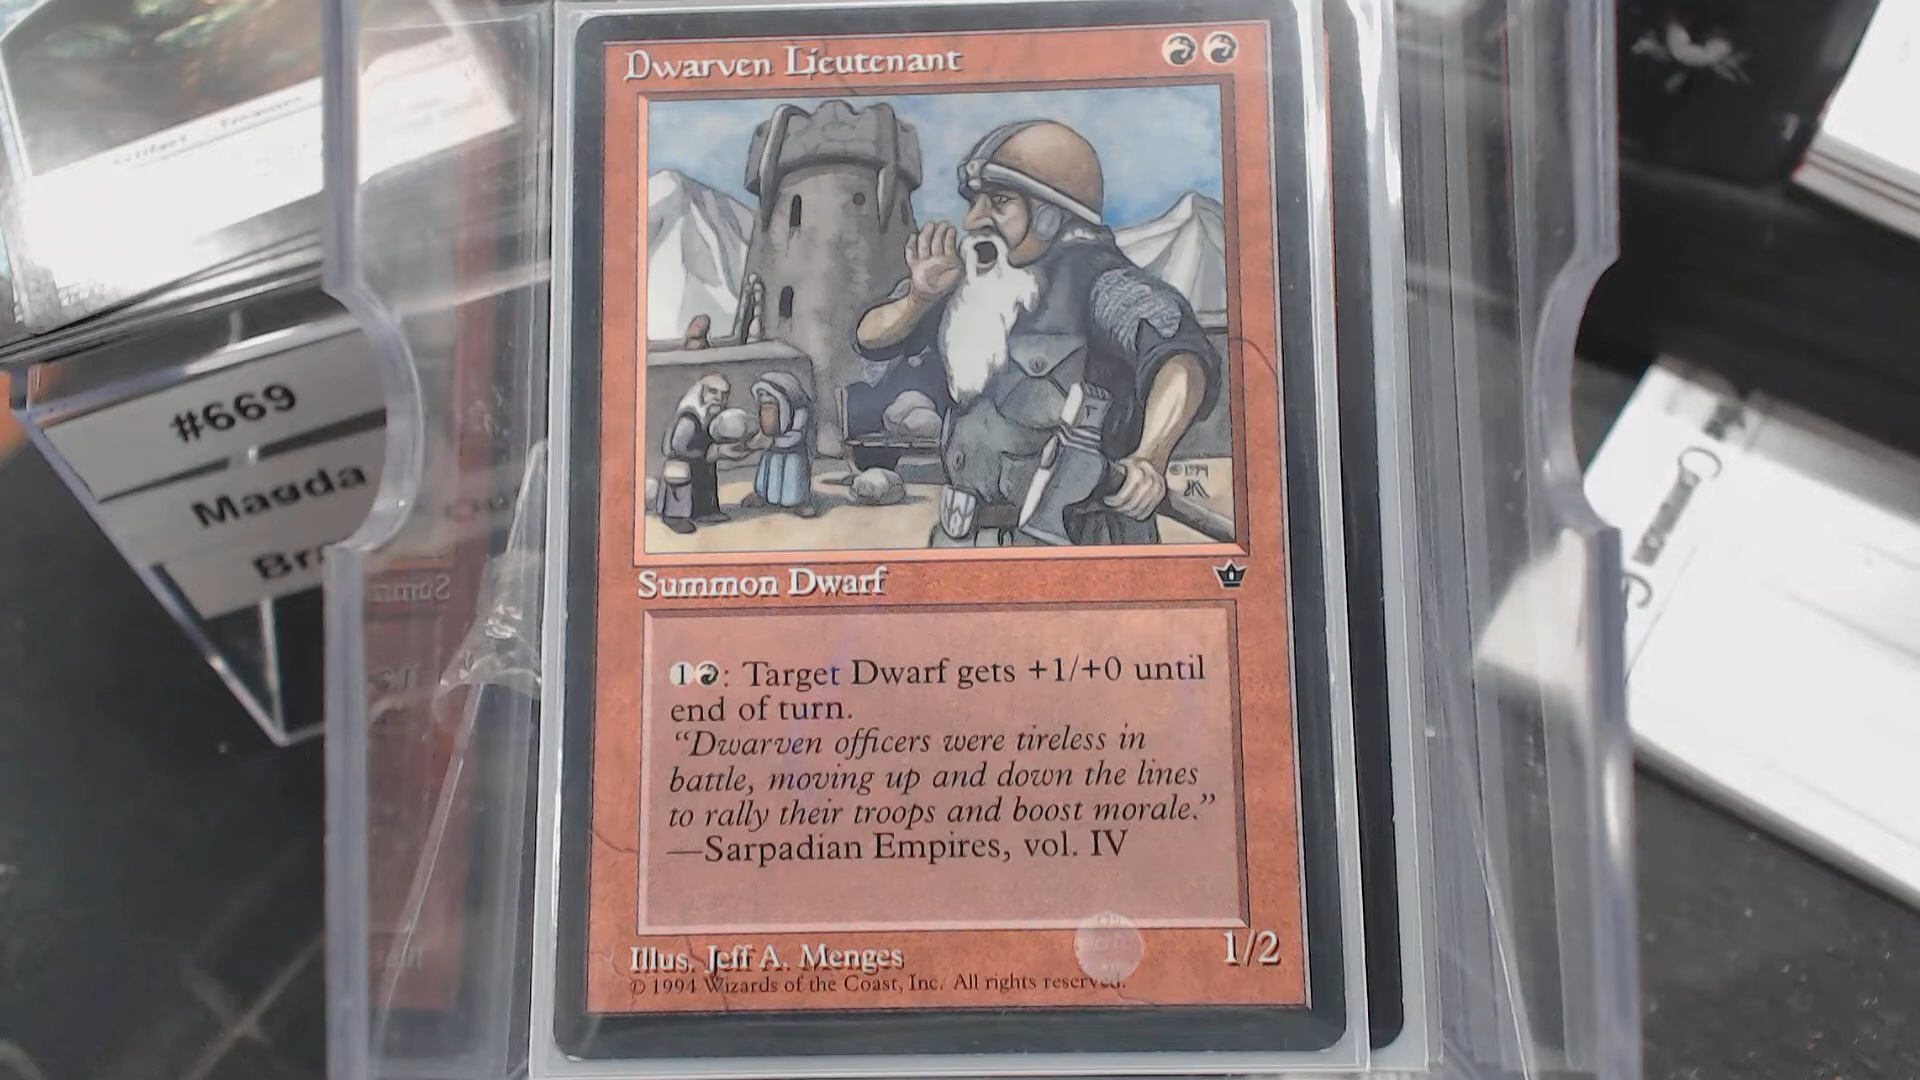 Dwarven Lieutenant
©1994
JAM
Summon Dwarf
1: Target Dwarf gets +1/+0 until
end of turn.
“Dwarven officers were tireless in
battle, moving up and down the lines
to rally their troops and boost morale.”
—Sarpadian Empires, vol. IV
Illus. Jeff A. Menges
1/2
© 1994 Wizards of the Coast, Inc. All rights reserved.
#669
Magda